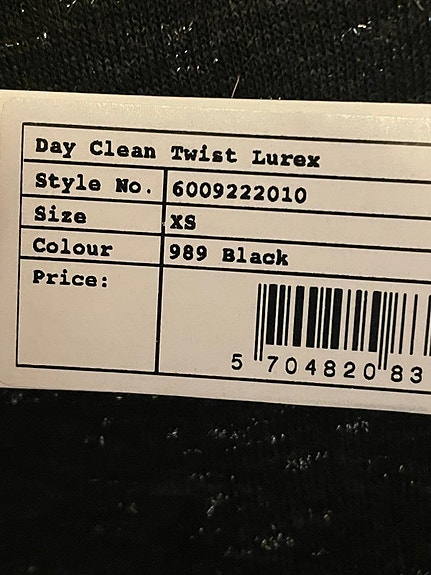 Day Clean Twist Lurex
Style No. 6009222010
Size XS
Colour 989 Black
Price:
5 704820 83